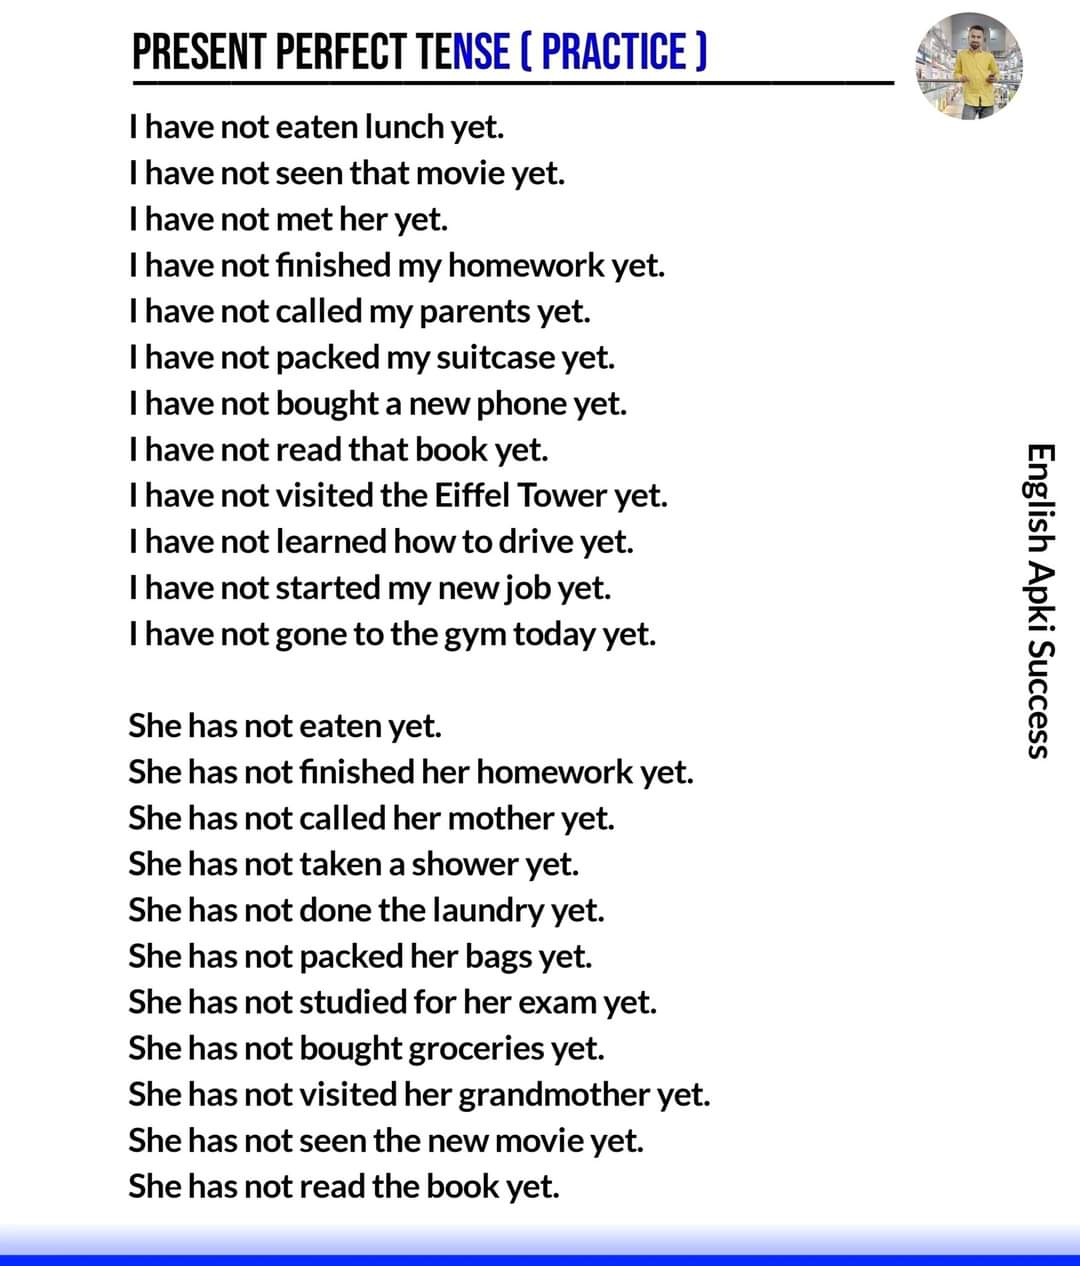 PRESENT PERFECT TENSE ( PRACTICE )
I have not eaten lunch yet.
I have not seen that movie yet.
I have not met her yet.
I have not finished my homework yet.
I have not called my parents yet.
I have not packed my suitcase yet.
I have not bought a new phone yet.
I have not read that book yet.
I have not visited the Eiffel Tower yet.
I have not learned how to drive yet.
I have not started my new job yet.
I have not gone to the gym today yet.
She has not eaten yet.
She has not finished her homework yet.
She has not called her mother yet.
She has not taken a shower yet.
She has not done the laundry yet.
She has not packed her bags yet.
She has not studied for her exam yet.
She has not bought groceries yet.
She has not visited her grandmother yet.
She has not seen the new movie yet.
She has not read the book yet.
English Apki Success